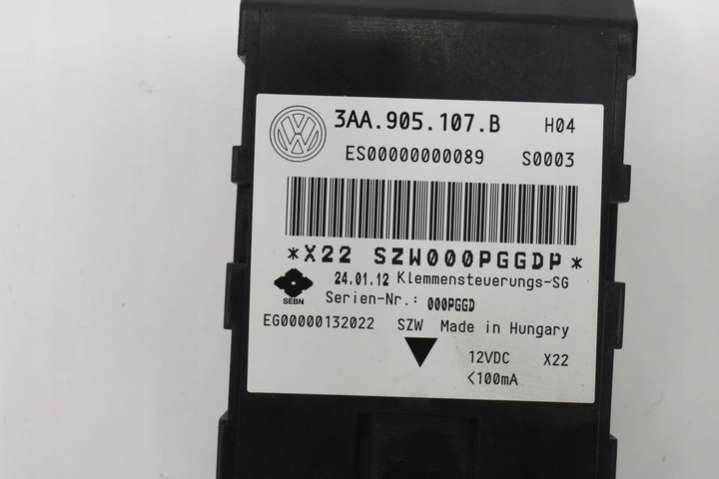 3AA.905.107.B H04
ES00000000089 S0003
*X22 SZW000PGGDP*
24.01.12 Klemmensteuerungs-SG
SEBN Serien-Nr.: 000PGGD
EG00000132022 SZW Made in Hungary
12VDC X22
<100mA